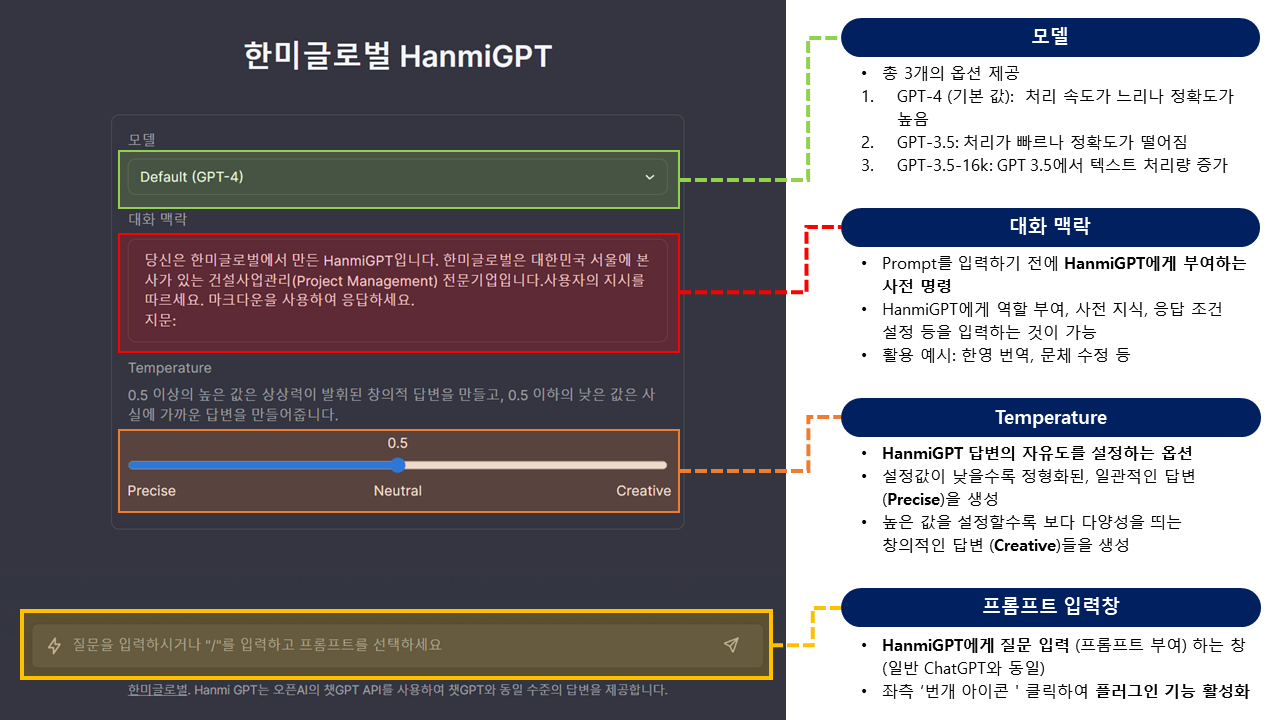 한미글로벌 HanmiGPT
모델
Default (GPT-4)
대화 맥락
당신은 한미글로벌에서 만든 HanmiGPT입니다. 한미글로벌은 대한민국 서울에 본
사가 있는 건설사업관리(Project Management) 전문기업입니다.사용자의 지시를
따르세요. 마크다운을 사용하여 응답하세요.
지문:
Temperature
0.5 이상의 높은 값은 상상력이 발휘된 창의적 답변을 만들고, 0.5 이하의 낮은 값은 사
실에 가까운 답변을 만들어줍니다.
0.5
Precise Neutral Creative
질문을 입력하시거나 "/"를 입력하고 프롬프트를 선택하세요
한미글로벌. Hanmi GPT는 오픈AI의 챗GPT API를 사용하여 챗GPT와 동일 수준의 답변을 제공합니다.
모델
• 총 3개의 옵션 제공
1. GPT-4 (기본 값): 처리 속도가 느리나 정확도가
높음
2. GPT-3.5: 처리가 빠르나 정확도가 떨어짐
3. GPT-3.5-16k: GPT 3.5에서 텍스트 처리량 증가
대화 맥락
• Prompt를 입력하기 전에 HanmiGPT에게 부여하는
사전 명령
• HanmiGPT에게 역할 부여, 사전 지식, 응답 조건
설정 등을 입력하는 것이 가능
• 활용 예시: 한영 번역, 문체 수정 등
Temperature
• HanmiGPT 답변의 자유도를 설정하는 옵션
• 설정값이 낮을수록 정형화된, 일관적인 답변
(Precise)을 생성
• 높은 값을 설정할수록 보다 다양성을 띄는
창의적인 답변 (Creative)들을 생성
프롬프트 입력창
• HanmiGPT에게 질문 입력 (프롬프트 부여) 하는 창
(일반 ChatGPT와 동일)
• 좌측 ‘번개 아이콘 ' 클릭하여 플러그인 기능 활성화